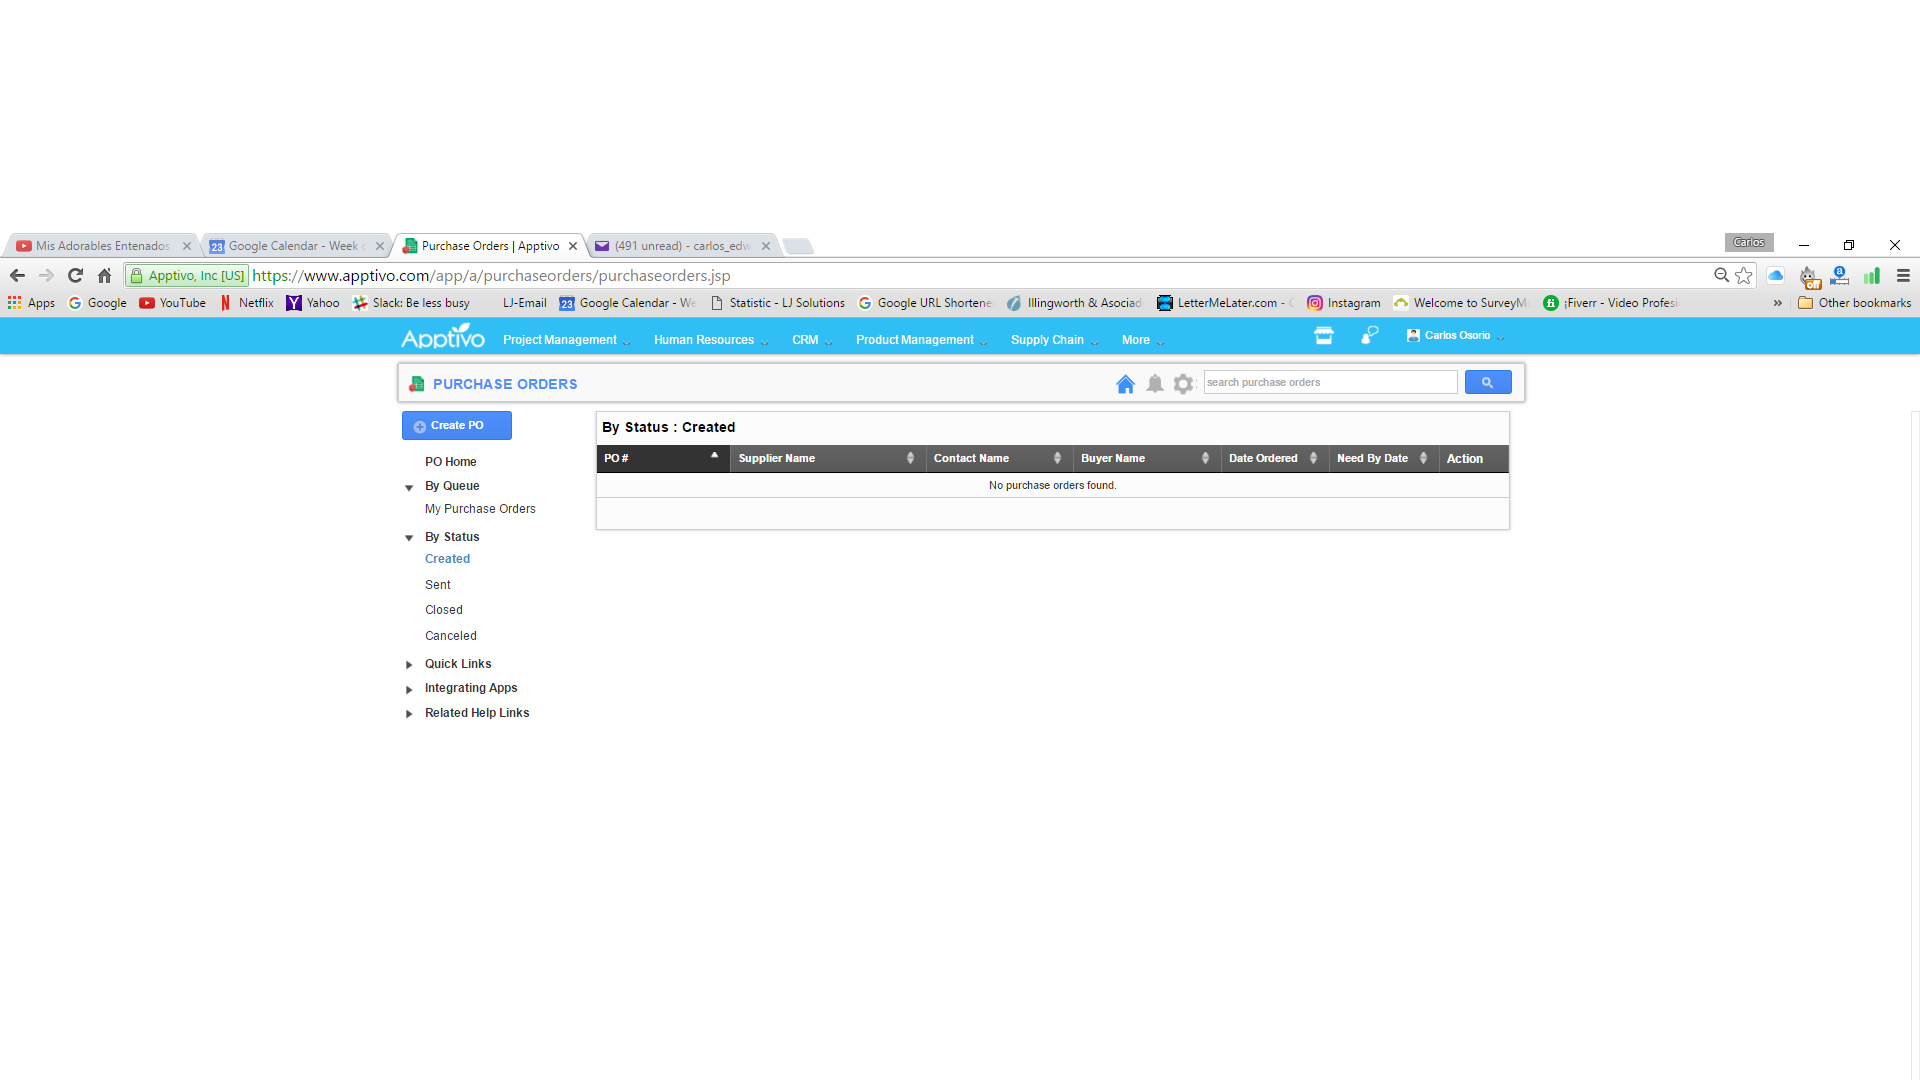 Mis Adorables Entenados
Google Calendar - Week
Purchase Orders | Apptivo
(491 unread) - carlos_edw
Carlos
Apptivo, Inc [US]
https://www.apptivo.com/app/a/purchaseorders/purchaseorders.jsp
Apps
Google
YouTube
Netflix
Yahoo
Slack: Be less busy
LJ-Email
Google Calendar - We
Statistic - LJ Solutions
Google URL Shortene
Illingworth & Asociad
LetterMeLater.com -
Instagram
Welcome to SurveyM
¡Fiverr - Video Profesi
»
Other bookmarks
Apptivo
Project Management
Human Resources
CRM
Product Management
Supply Chain
More
Carlos Osorio
PURCHASE ORDERS
search purchase orders
Create PO
PO Home
By Queue
My Purchase Orders
By Status
Created
Sent
Closed
Canceled
Quick Links
Integrating Apps
Related Help Links
By Status : Created
PO # Supplier Name Contact Name Buyer Name Date Ordered Need By Date Action
No purchase orders found.